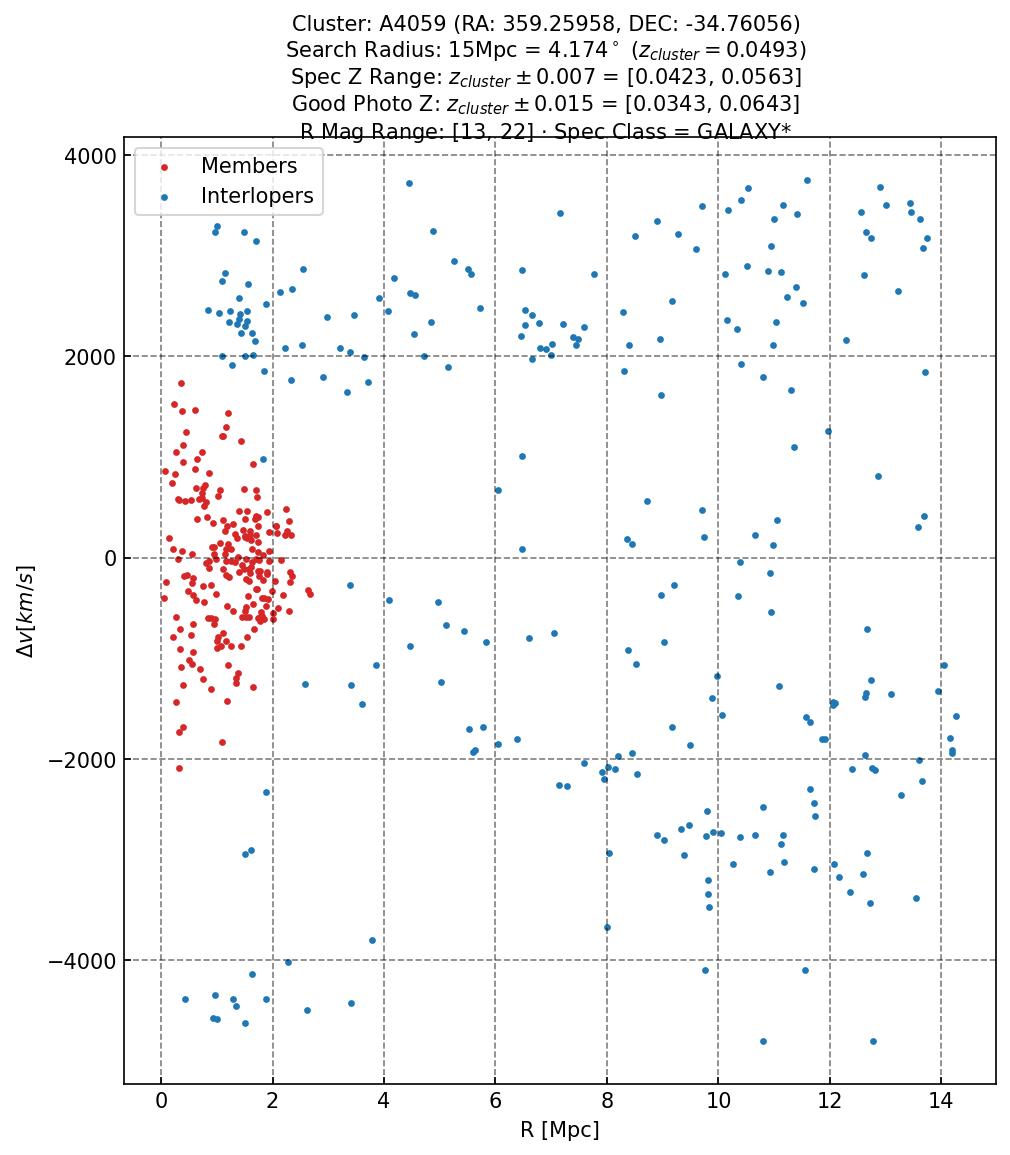 Cluster: A4059 (RA: 359.25958, DEC: -34.76056)
Search Radius: 15Mpc = 4.174° (z_cluster = 0.0493)
Spec Z Range: z_cluster ± 0.007 = [0.0423, 0.0563]
Good Photo Z: z_cluster ± 0.015 = [0.0343, 0.0643]
R Mag Range: [13, 22] · Spec Class = GALAXY*
Members
Interlopers
4000
2000
0
−2000
−4000
Δv[km/s]
0 2 4 6 8 10 12 14
R [Mpc]